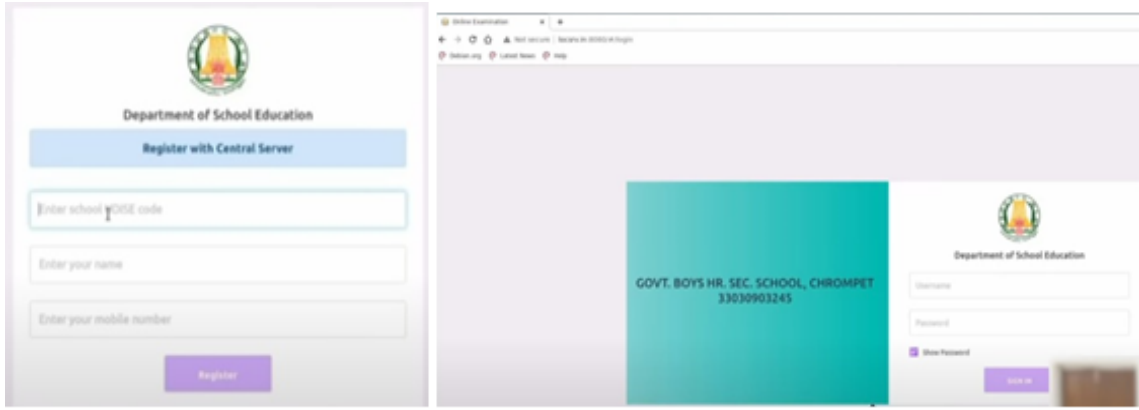 Department of School Education
Register with Central Server
Enter school UDISE code
Enter your name
Enter your mobile number
Register
Online Examination
Not secure
Debian.org Latest News Help
GOVT. BOYS HR. SEC. SCHOOL, CHROMPET
33030903245
Department of School Education
Username
Password
Show Password
SIGN IN